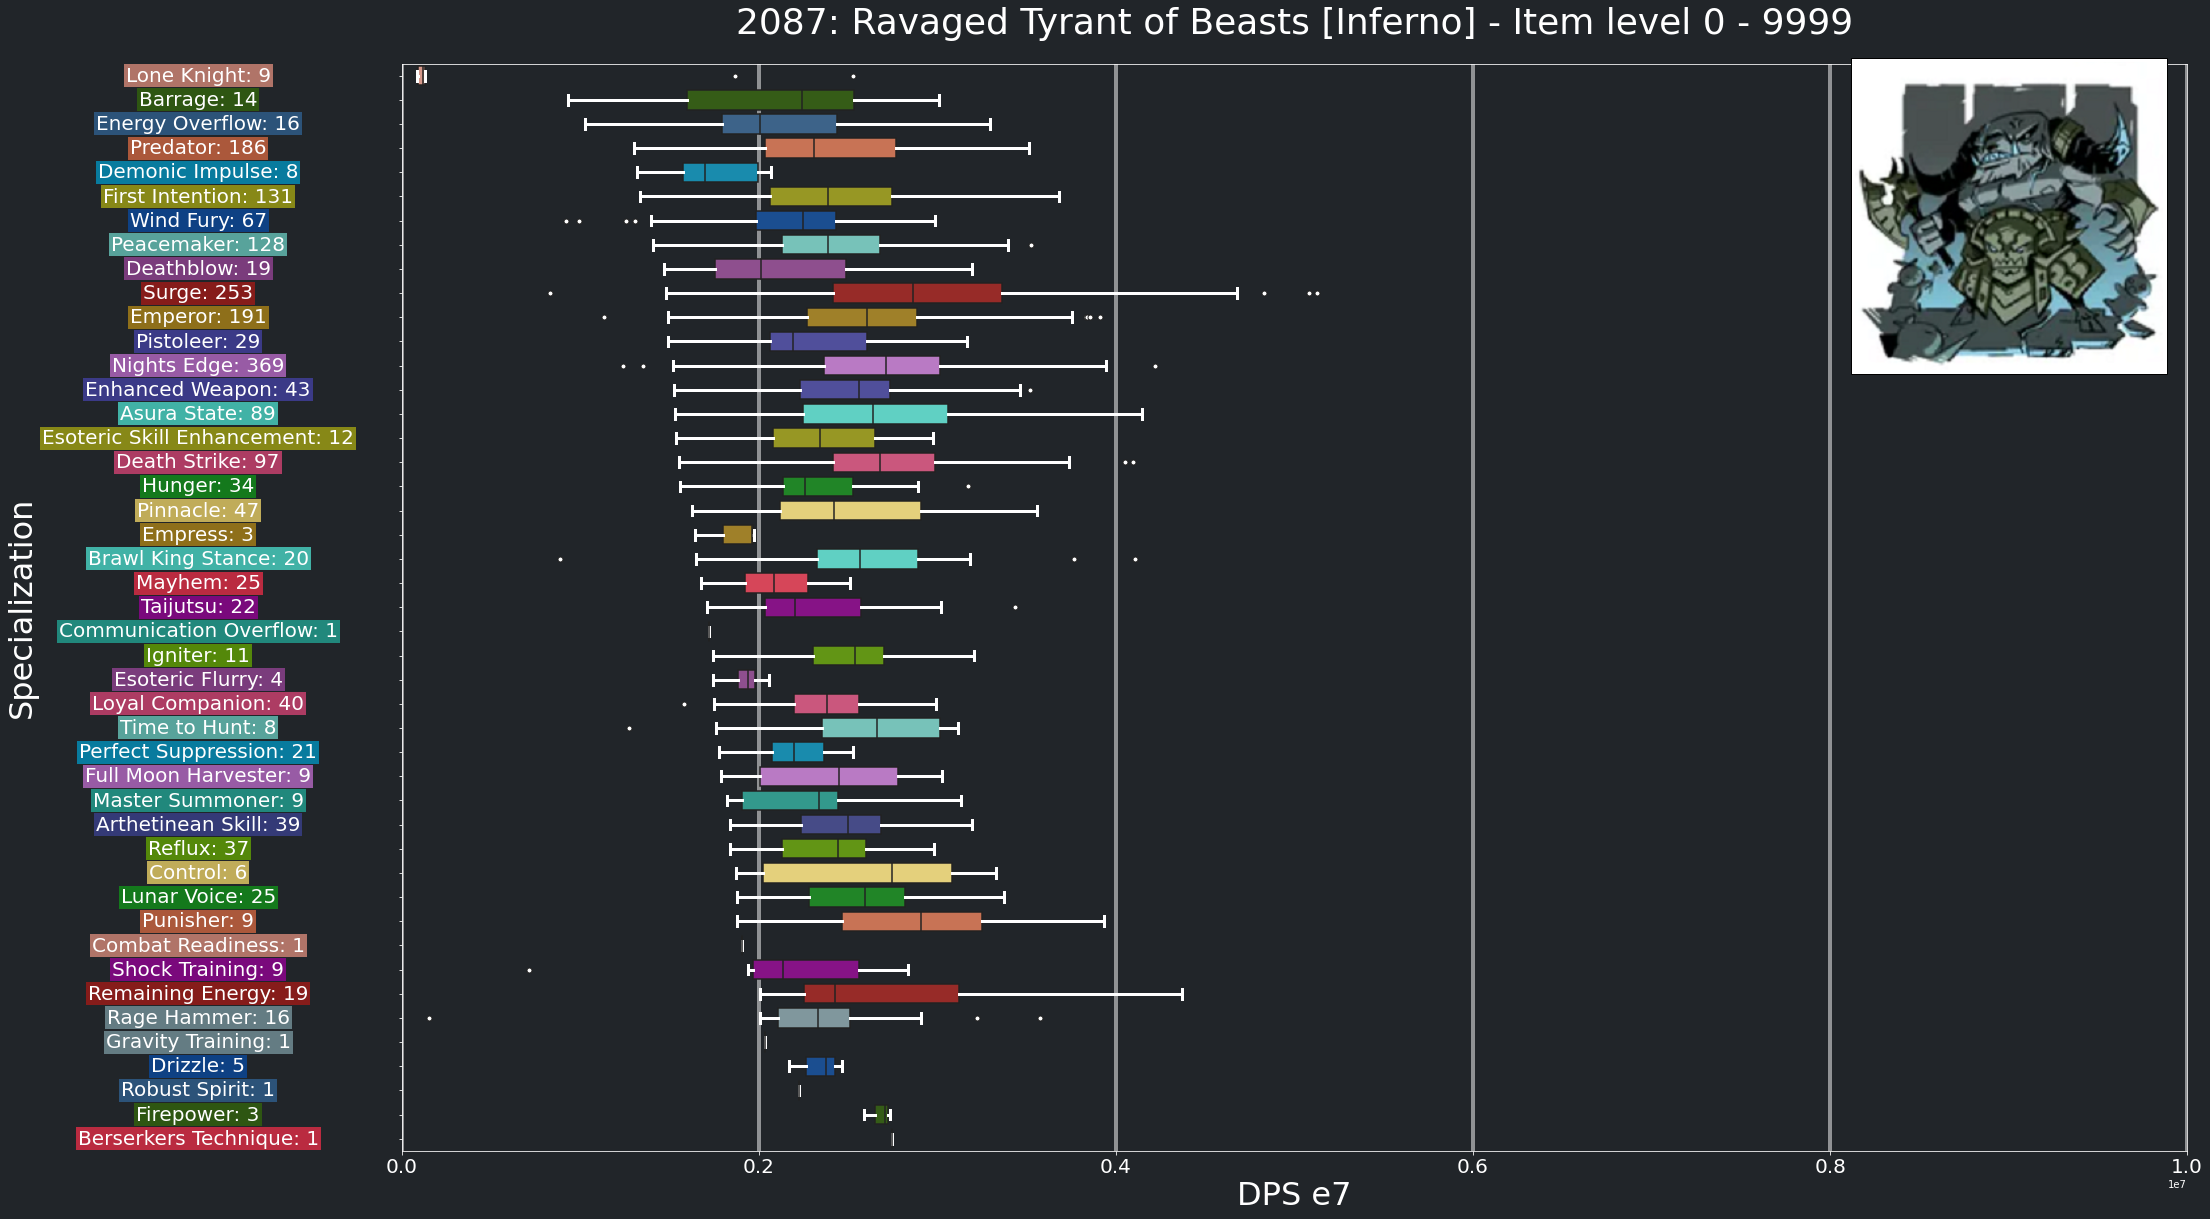 2087: Ravaged Tyrant of Beasts [Inferno] - Item level 0 - 9999
Lone Knight: 9
Barrage: 14
Energy Overflow: 16
Predator: 186
Demonic Impulse: 8
First Intention: 131
Wind Fury: 67
Peacemaker: 128
Deathblow: 19
Surge: 253
Emperor: 191
Pistoleer: 29
Nights Edge: 369
Enhanced Weapon: 43
Asura State: 89
Esoteric Skill Enhancement: 12
Death Strike: 97
Hunger: 34
Pinnacle: 47
Empress: 3
Brawl King Stance: 20
Mayhem: 25
Taijutsu: 22
Communication Overflow: 1
Igniter: 11
Esoteric Flurry: 4
Loyal Companion: 40
Time to Hunt: 8
Perfect Suppression: 21
Full Moon Harvester: 9
Master Summoner: 9
Arthetinean Skill: 39
Reflux: 37
Control: 6
Lunar Voice: 25
Punisher: 9
Combat Readiness: 1
Shock Training: 9
Remaining Energy: 19
Rage Hammer: 16
Gravity Training: 1
Drizzle: 5
Robust Spirit: 1
Firepower: 3
Berserkers Technique: 1
Specialization
0.0 0.2 0.4 0.6 0.8 1.0
1e7
DPS e7